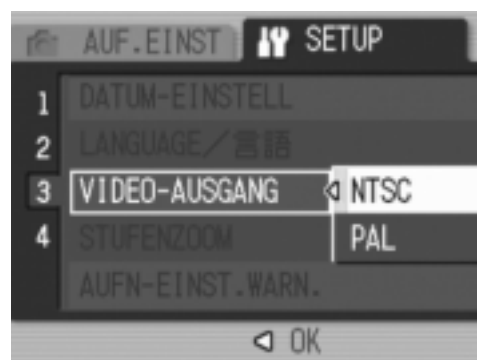 AUF.EINST SETUP
1 DATUM-EINSTELL
2 LANGUAGE／言語
3 VIDEO-AUSGANG NTSC
4 STUFENZOOM PAL
AUFN-EINST.WARN.
OK